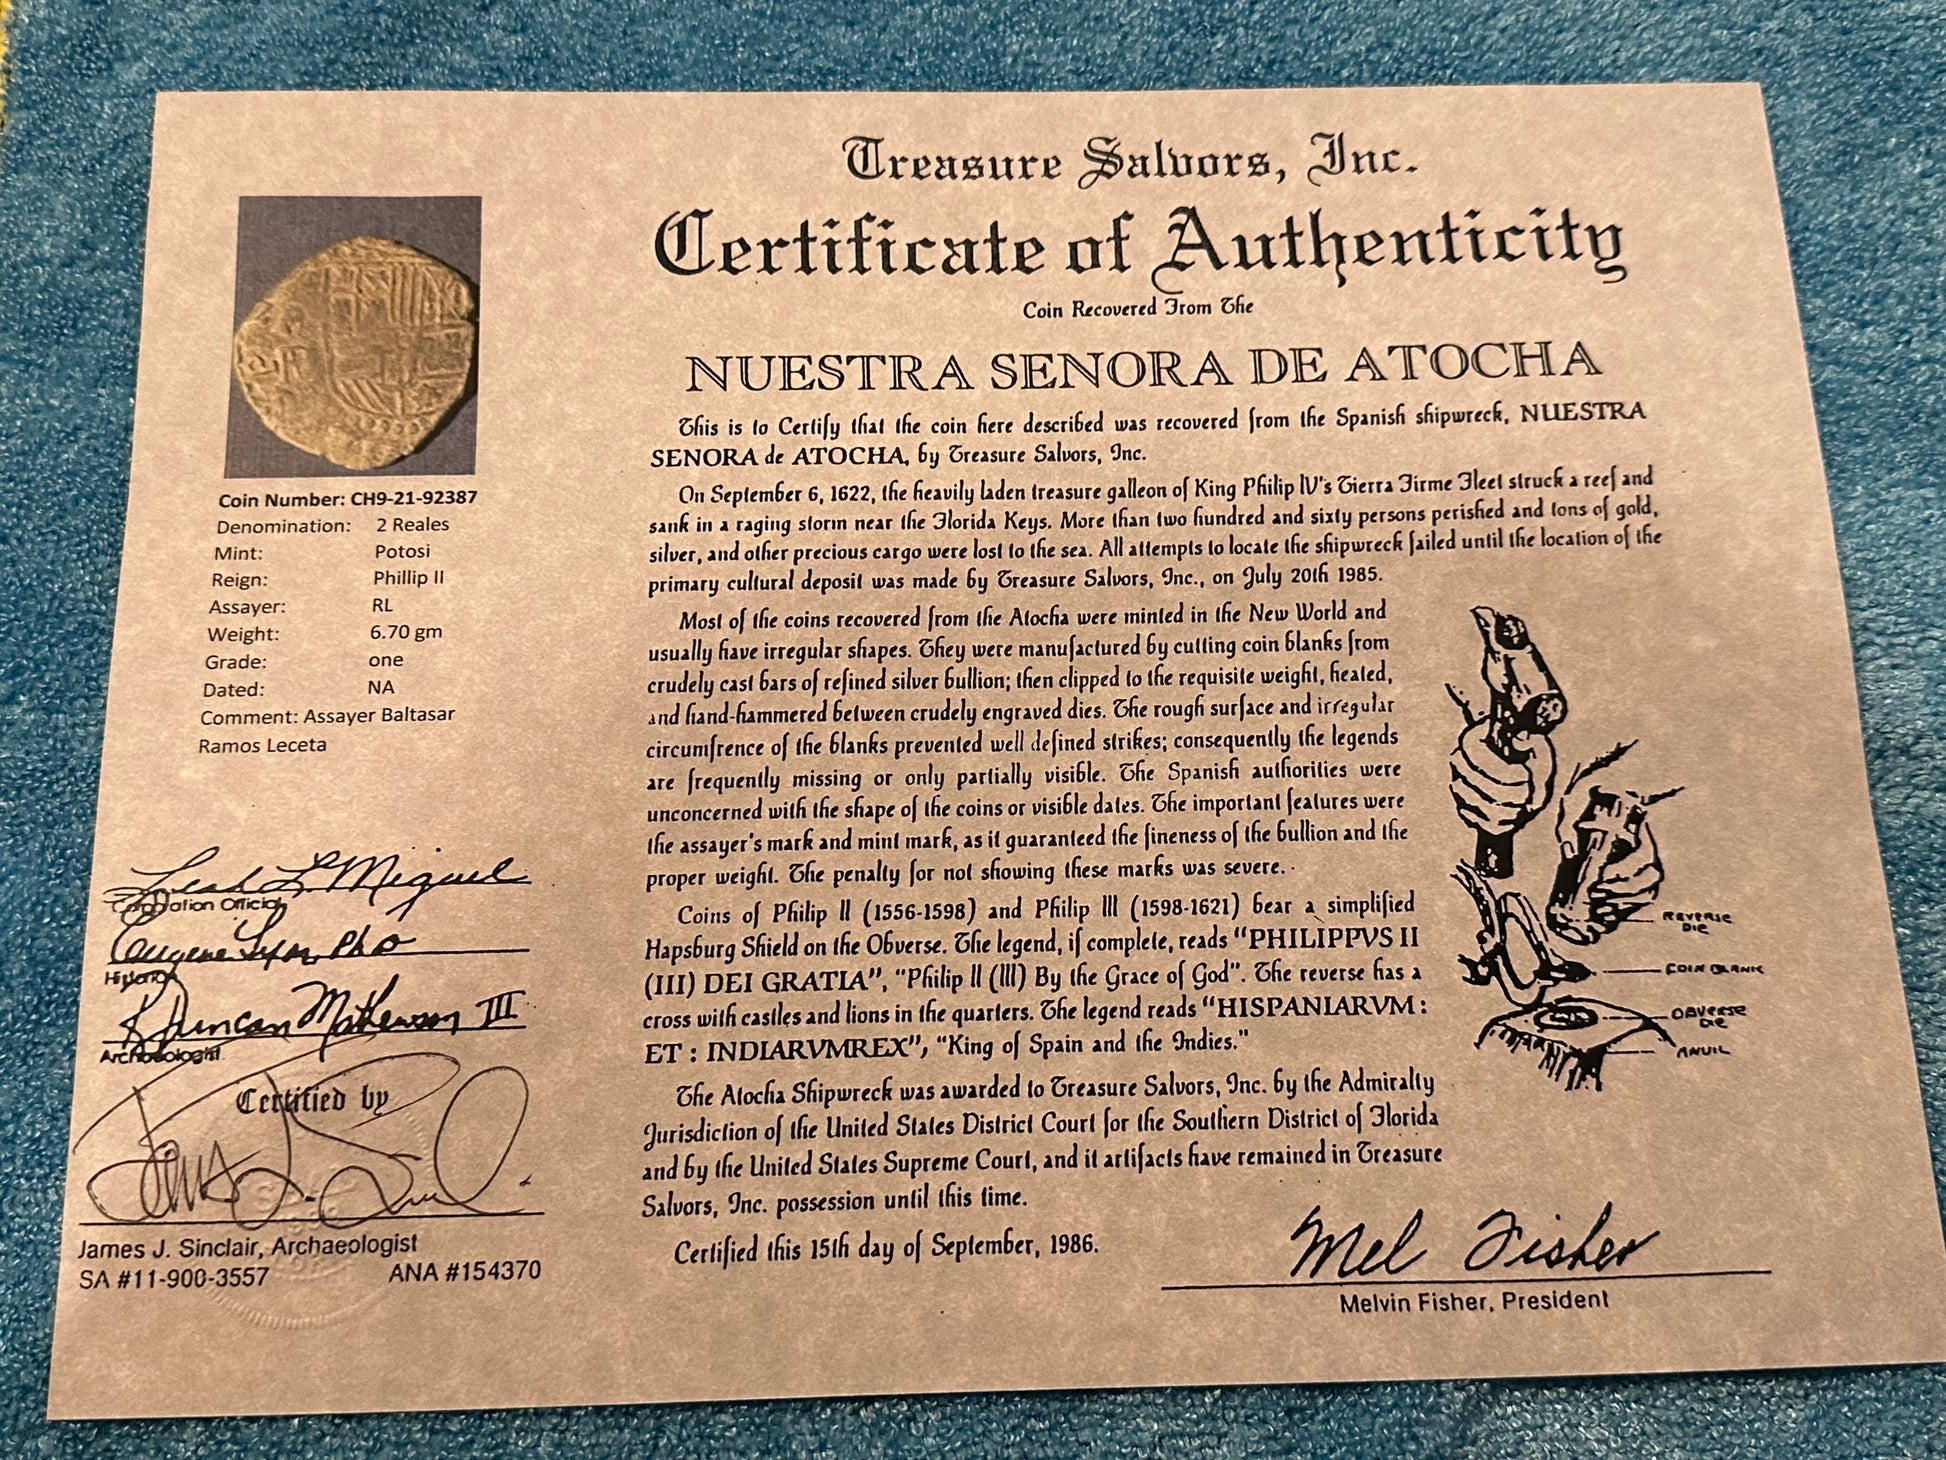 Treasure Salvors, Inc.
Certificate of Authenticity
Coin Recovered From The
NUESTRA SENORA DE ATOCHA
This is to Certify that the coin here described was recovered from the Spanish shipwreck, NUESTRA
SENORA de ATOCHA, by Treasure Salvors, Inc.
On September 6, 1622, the heavily laden treasure galleon of King Philip IV's Tierra Firme Fleet struck a reef and
sank in a raging storm near the Florida Keys. More than two hundred and sixty persons perished and tons of gold,
silver, and other precious cargo were lost to the sea. All attempts to locate the shipwreck failed until the location of the
primary cultural deposit was made by Treasure Salvors, Inc., on July 20th 1985.
Most of the coins recovered from the Atocha were minted in the New World and
usually have irregular shapes. They were manufactured by cutting coin blanks from
crudely cast bars of refined silver bullion; then clipped to the requisite weight, heated,
and hand-hammered between crudely engraved dies. The rough surface and irregular
circumfrence of the blanks prevented well defined strikes; consequently the legends
are frequently missing or only partially visible. The Spanish authorities were
unconcerned with the shape of the coins or visible dates. The important features were
the assayer's mark and mint mark, as it guaranteed the fineness of the bullion and the
proper weight. The penalty for not showing these marks was severe.
Coins of Philip II (1556-1598) and Philip III (1598-1621) bear a simplified
Hapsburg Shield on the Obverse. The legend, if complete, reads "PHILIPPVS II
(III) DEI GRATIA", "Philip II (III) By the Grace of God". The reverse has a
cross with castles and lions in the quarters. The legend reads "HISPANIARVM :
ET : INDIARVMREX", "King of Spain and the Indies."
The Atocha Shipwreck was awarded to Treasure Salvors, Inc. by the Admiralty
Jurisdiction of the United States District Court for the Southern District of Florida
and by the United States Supreme Court, and it artifacts have remained in Treasure
Salvors, Inc. possession until this time.
Certified this 15th day of September, 1986.
Mel Fisher
Melvin Fisher, President
REVERSE
DIE
COIN BLANK
OBVERSE
DIE
ANVIL
Coin Number: CH9-21-92387
Denomination: 2 Reales
Mint: Potosi
Reign: Phillip II
Assayer: RL
Weight: 6.70 gm
Grade: one
Dated: NA
Comment: Assayer Baltasar
Ramos Leceta
Leah L. Miguel
Official
Eugene Lyon, PhD
Historian
R Duncan Mathewson III
Archaeologist
Certified by
James J. Sinclair, Archaeologist
SA #11-900-3557 ANA #154370